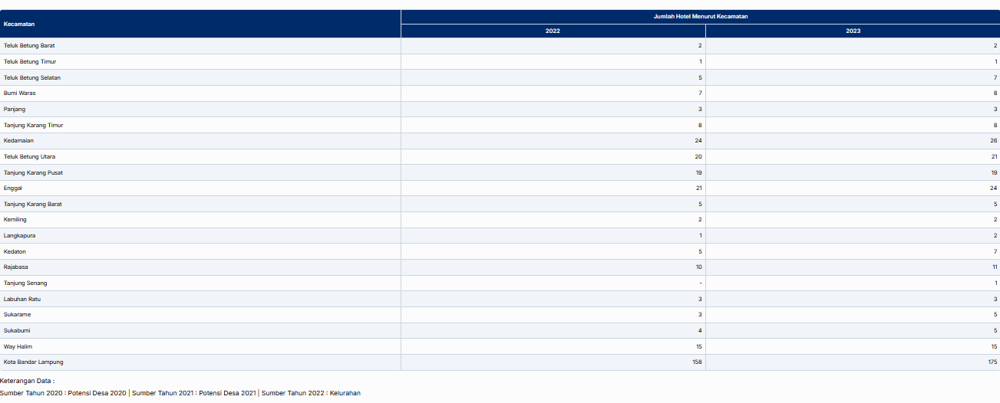 Kecamatan
Jumlah Hotel Menurut Kecamatan
2022 2023
Teluk Betung Barat 2 2
Teluk Betung Timur 1 1
Teluk Betung Selatan 5 7
Bumi Waras 7 8
Panjang 3 3
Tanjung Karang Timur 8 8
Kedamaian 24 26
Teluk Betung Utara 20 21
Tanjung Karang Pusat 19 19
Enggal 21 24
Tanjung Karang Barat 5 5
Kemiling 2 2
Langkapura 1 2
Kedaton 5 7
Rajabasa 10 11
Tanjung Senang - 1
Labuhan Ratu 3 3
Sukarame 3 5
Sukabumi 4 5
Way Halim 15 15
Kota Bandar Lampung 158 175
Keterangan Data :
Sumber Tahun 2020 : Potensi Desa 2020 | Sumber Tahun 2021 : Potensi Desa 2021 | Sumber Tahun 2022 : Kelurahan